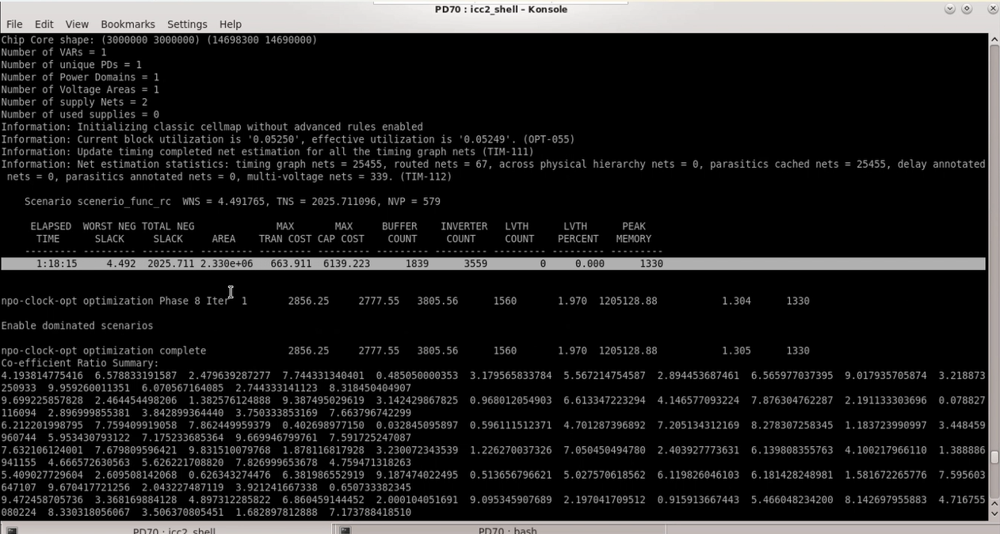 PD70 : icc2_shell – Konsole
File Edit View Bookmarks Settings Help
Chip Core shape: (3000000 3000000) (14698300 14690000)
Number of VARs = 1
Number of unique PDs = 1
Number of Power Domains = 1
Number of Voltage Areas = 1
Number of supply Nets = 2
Number of used supplies = 0
Information: Initializing classic cellmap without advanced rules enabled
Information: Current block utilization is '0.05250', effective utilization is '0.05249'. (OPT-055)
Information: Update timing completed net estimation for all the timing graph nets (TIM-111)
Information: Net estimation statistics: timing graph nets = 25455, routed nets = 67, across physical hierarchy nets = 0, parasitics cached nets = 25455, delay annotated
nets = 0, parasitics annotated nets = 0, multi-voltage nets = 339. (TIM-112)
Scenario scenerio_func_rc WNS = 4.491765, TNS = 2025.711096, NVP = 579
ELAPSED WORST NEG TOTAL NEG MAX MAX BUFFER INVERTER LVTH LVTH PEAK
TIME SLACK SLACK AREA TRAN COST CAP COST COUNT COUNT COUNT PERCENT MEMORY
--------- --------- --------- --------- --------- --------- --------- --------- --------- --------- ---------
1:18:15 4.492 2025.711 2.330e+06 663.911 6139.223 1839 3559 0 0.000 1330
npo-clock-opt optimization Phase 8 Iter 1 2856.25 2777.55 3805.56 1560 1.970 1205128.88 1.304 1330
Enable dominated scenarios
npo-clock-opt optimization complete 2856.25 2777.55 3805.56 1560 1.970 1205128.88 1.305 1330
Co-efficient Ratio Summary:
4.193814775416 6.578833191587 2.479639287277 7.744331340401 0.485050000353 3.179565833784 5.567214754587 2.894453687461 6.565977037395 9.017935705874 3.218873
250933 9.959260011351 6.070567164085 2.744333141123 8.318450404907
9.699225857828 2.464454498206 1.382576124888 9.387495029619 3.142429867825 0.968012054903 6.613347223294 4.146577093224 7.876304762287 2.191133303696 0.078827
116094 2.896999855381 3.842899364440 3.750333853169 7.663796742299
6.212201998371 7.759409919058 7.862449959379 0.402698977150 0.032845095897 0.596111512371 4.701287396892 7.205134312169 8.278307258345 1.183723990997 3.448459
960744 5.953430793122 7.175233685364 9.669946799761 7.591725247087
7.632106124001 7.679809596421 9.831510079768 1.878116817928 3.230072343539 1.226270037326 7.050450494780 2.403927773631 6.139808355763 4.100217966110 1.388886
941155 4.666572630563 5.626221708820 7.826999653678 4.759471318263
5.409027729604 2.609508142068 0.626343274476 6.381986552919 9.187474022495 0.513656796621 5.027570618562 6.119826046103 6.181428248981 1.581672265776 7.595603
647107 9.670417721256 2.043227487119 3.921241667338 0.650733382345
9.472458705736 3.368169884128 4.897312285822 6.860459144452 2.000104051691 9.095345907689 2.197041709512 0.915913667443 5.466048234200 8.142697955883 4.716755
080224 8.330318056067 3.506370805451 1.682897812888 7.173788418510
PD70 : icc2_shell PD70 : bash